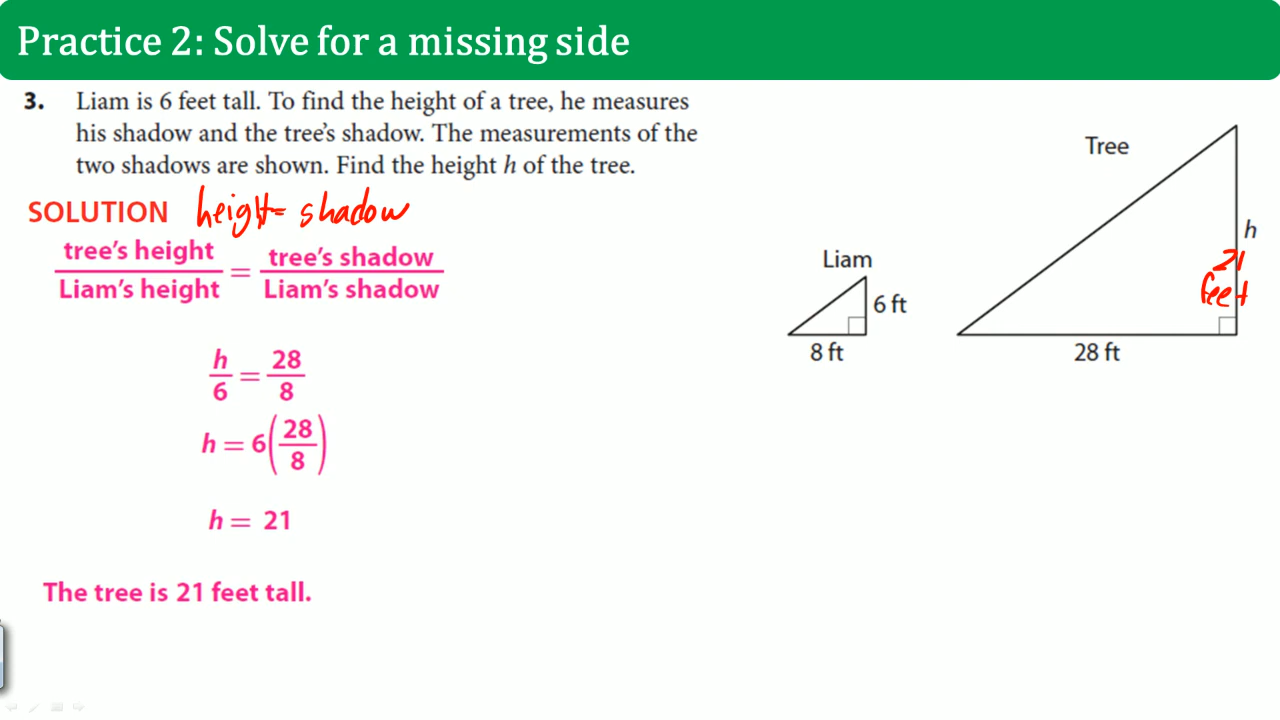 Practice 2: Solve for a missing side
3. Liam is 6 feet tall. To find the height of a tree, he measures
his shadow and the tree's shadow. The measurements of the
two shadows are shown. Find the height h of the tree.
SOLUTION height = shadow
tree's height / Liam's height = tree's shadow / Liam's shadow
h/6 = 28/8
h = 6(28/8)
h = 21
The tree is 21 feet tall.
Liam
6 ft
8 ft
Tree
h
21
feet
28 ft